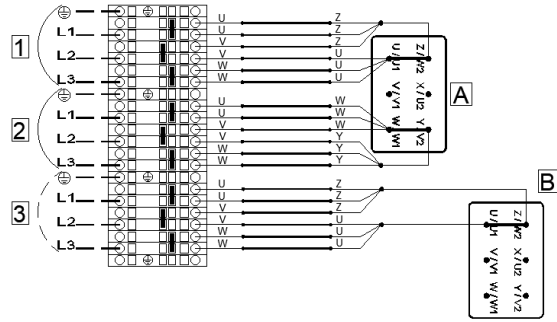 1
2
3
L1
L2
L3
L1
L2
L3
L1
L2
L3
U Z
U Z
V Z
V U
W U
W U
U W
U W
V W
V Y
W Y
W Y
U Z
U Z
V Z
V U
W U
W U
A
U/U1 Z/W2
V/V1 X/U2
W/W1 Y/V2
B
U/U1 Z/W2
V/V1 X/U2
W/W1 Y/V2